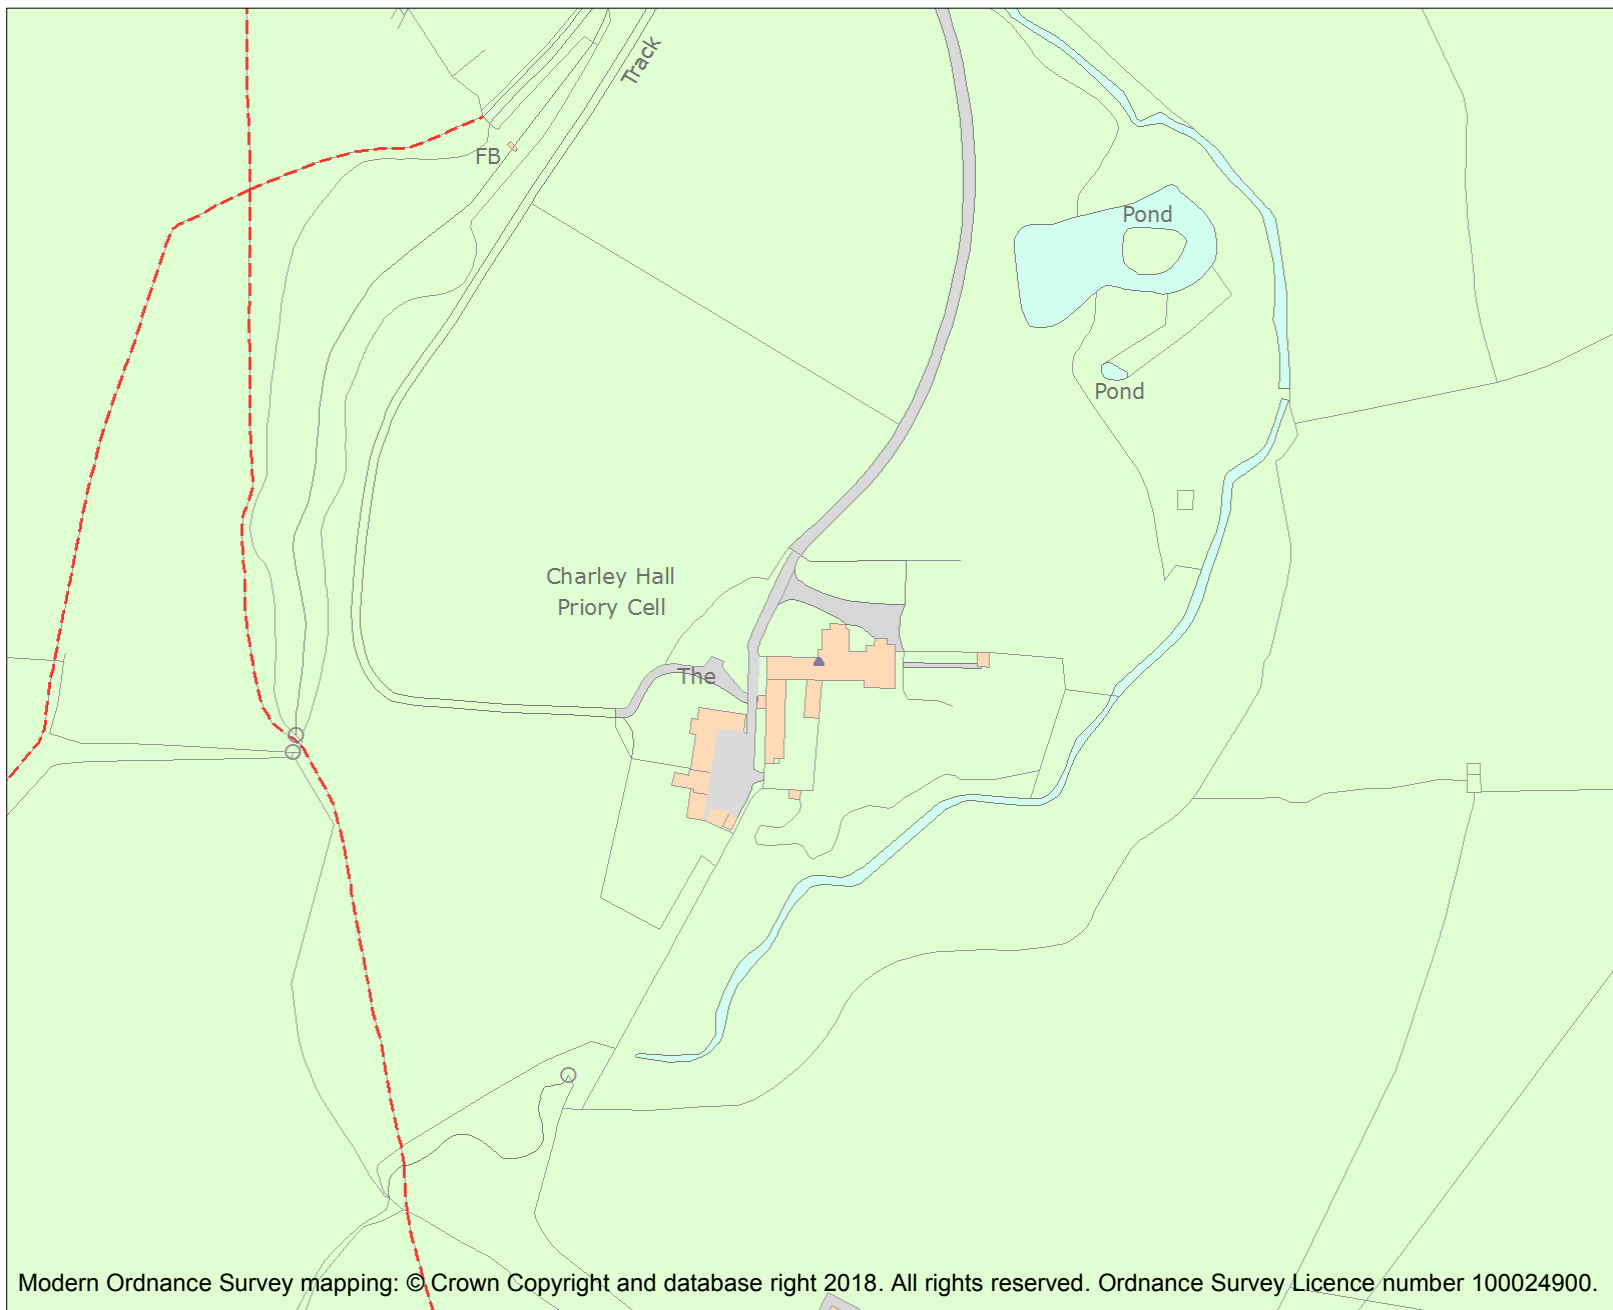 Track
FB
Pond
Pond
Charley Hall
Priory Cell
The
Modern Ordnance Survey mapping: © Crown Copyright and database right 2018. All rights reserved. Ordnance Survey Licence number 100024900.